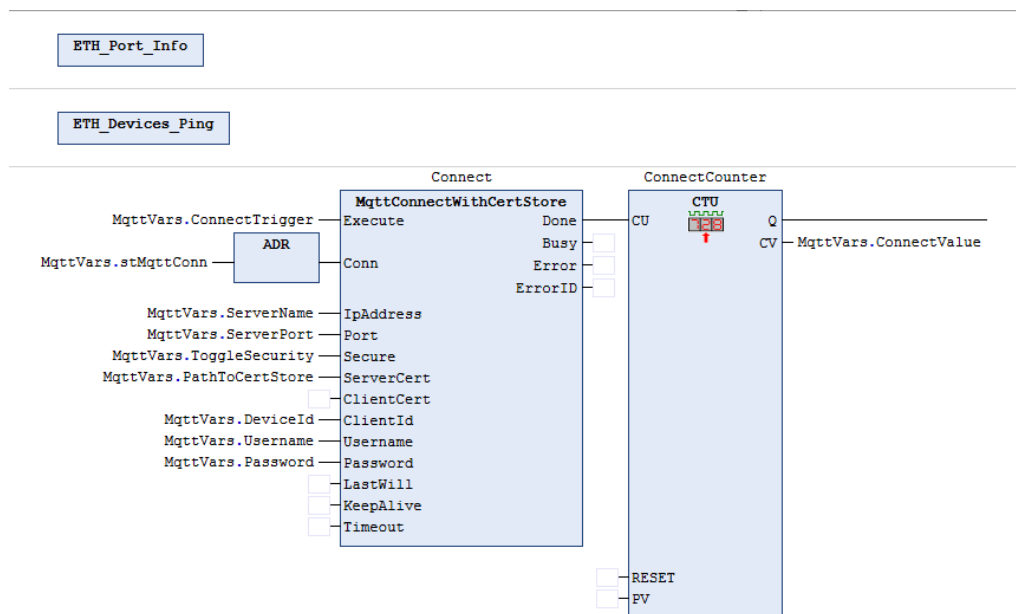 ETH_Port_Info
ETH_Devices_Ping
Connect ConnectCounter
MqttConnectWithCertStore CTU
MqttVars.ConnectTrigger Execute Done CU 123 Q
ADR Busy CV MqttVars.ConnectValue
MqttVars.stMqttConn Conn Error
ErrorID
MqttVars.ServerName IpAddress
MqttVars.ServerPort Port
MqttVars.ToggleSecurity Secure
MqttVars.PathToCertStore ServerCert
ClientCert
MqttVars.DeviceId ClientId
MqttVars.Username Username
MqttVars.Password Password
LastWill
KeepAlive
Timeout
RESET
PV